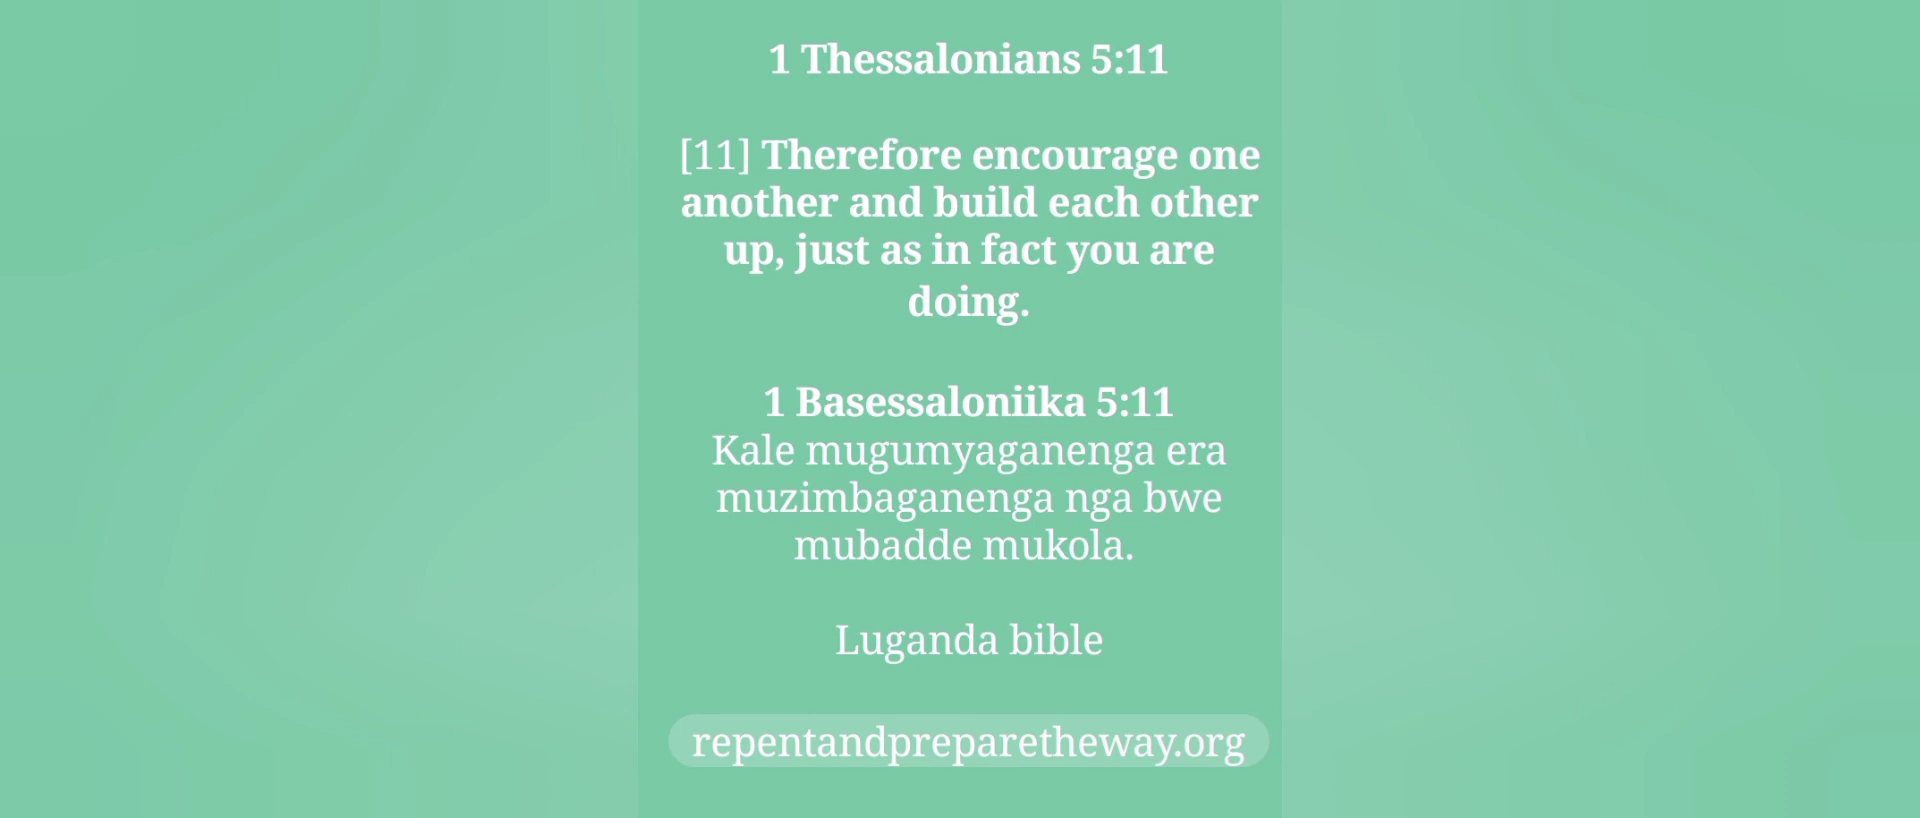 1 Thessalonians 5:11
[11] Therefore encourage one
another and build each other
up, just as in fact you are
doing.
1 Basessaloniika 5:11
Kale mugumyaganenga era
muzimbaganenga nga bwe
mubadde mukola.
Luganda bible
repentandpreparetheway.org